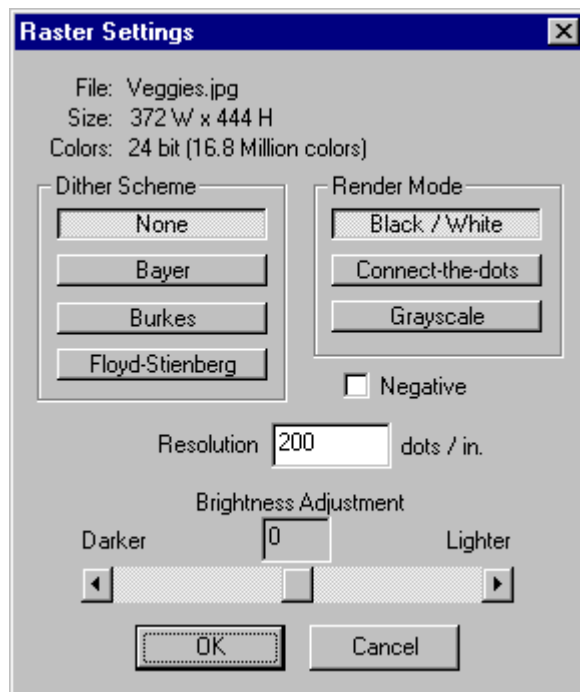 Raster Settings
File: Veggies.jpg
Size: 372 W x 444 H
Colors: 24 bit (16.8 Million colors)
Dither Scheme
None
Bayer
Burkes
Floyd-Stienberg
Render Mode
Black / White
Connect-the-dots
Grayscale
Negative
Resolution 200 dots / in.
Brightness Adjustment
Darker 0 Lighter
OK Cancel